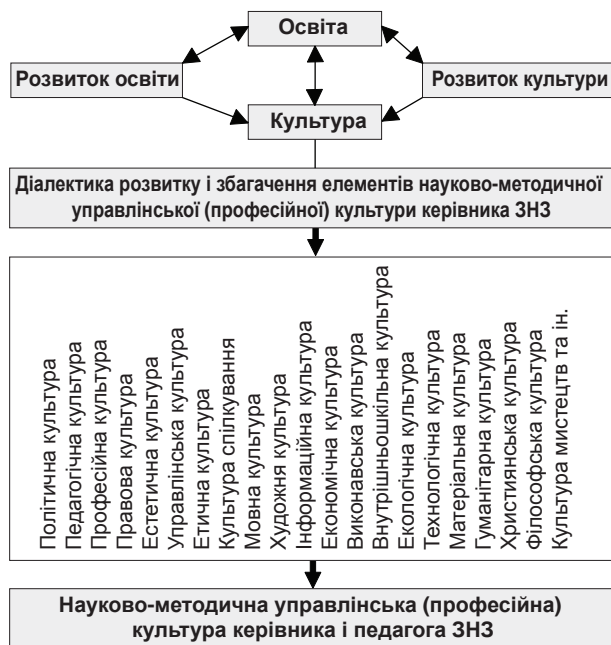 Освіта
Розвиток освіти
Розвиток культури
Культура
Діалектика розвитку і збагачення елементів науково-методичної
управлінської (професійної) культури керівника ЗНЗ
Політична культура
Педагогічна культура
Професійна культура
Правова культура
Естетична культура
Управлінська культура
Етична культура
Культура спілкування
Мовна культура
Художня культура
Інформаційна культура
Економічна культура
Виконавська культура
Внутрішньошкільна культура
Екологічна культура
Технологічна культура
Матеріальна культура
Гуманітарна культура
Християнська культура
Філософська культура
Культура мистецтв та ін.
Науково-методична управлінська (професійна)
культура керівника і педагога ЗНЗ